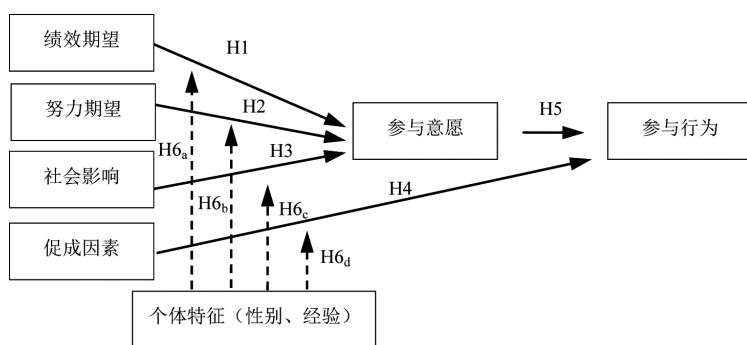 绩效期望
H1
努力期望
H2
参与意愿
H5
参与行为
H6a
H3
社会影响
H4
H6b
H6c
促成因素
H6d
个体特征（性别、经验）